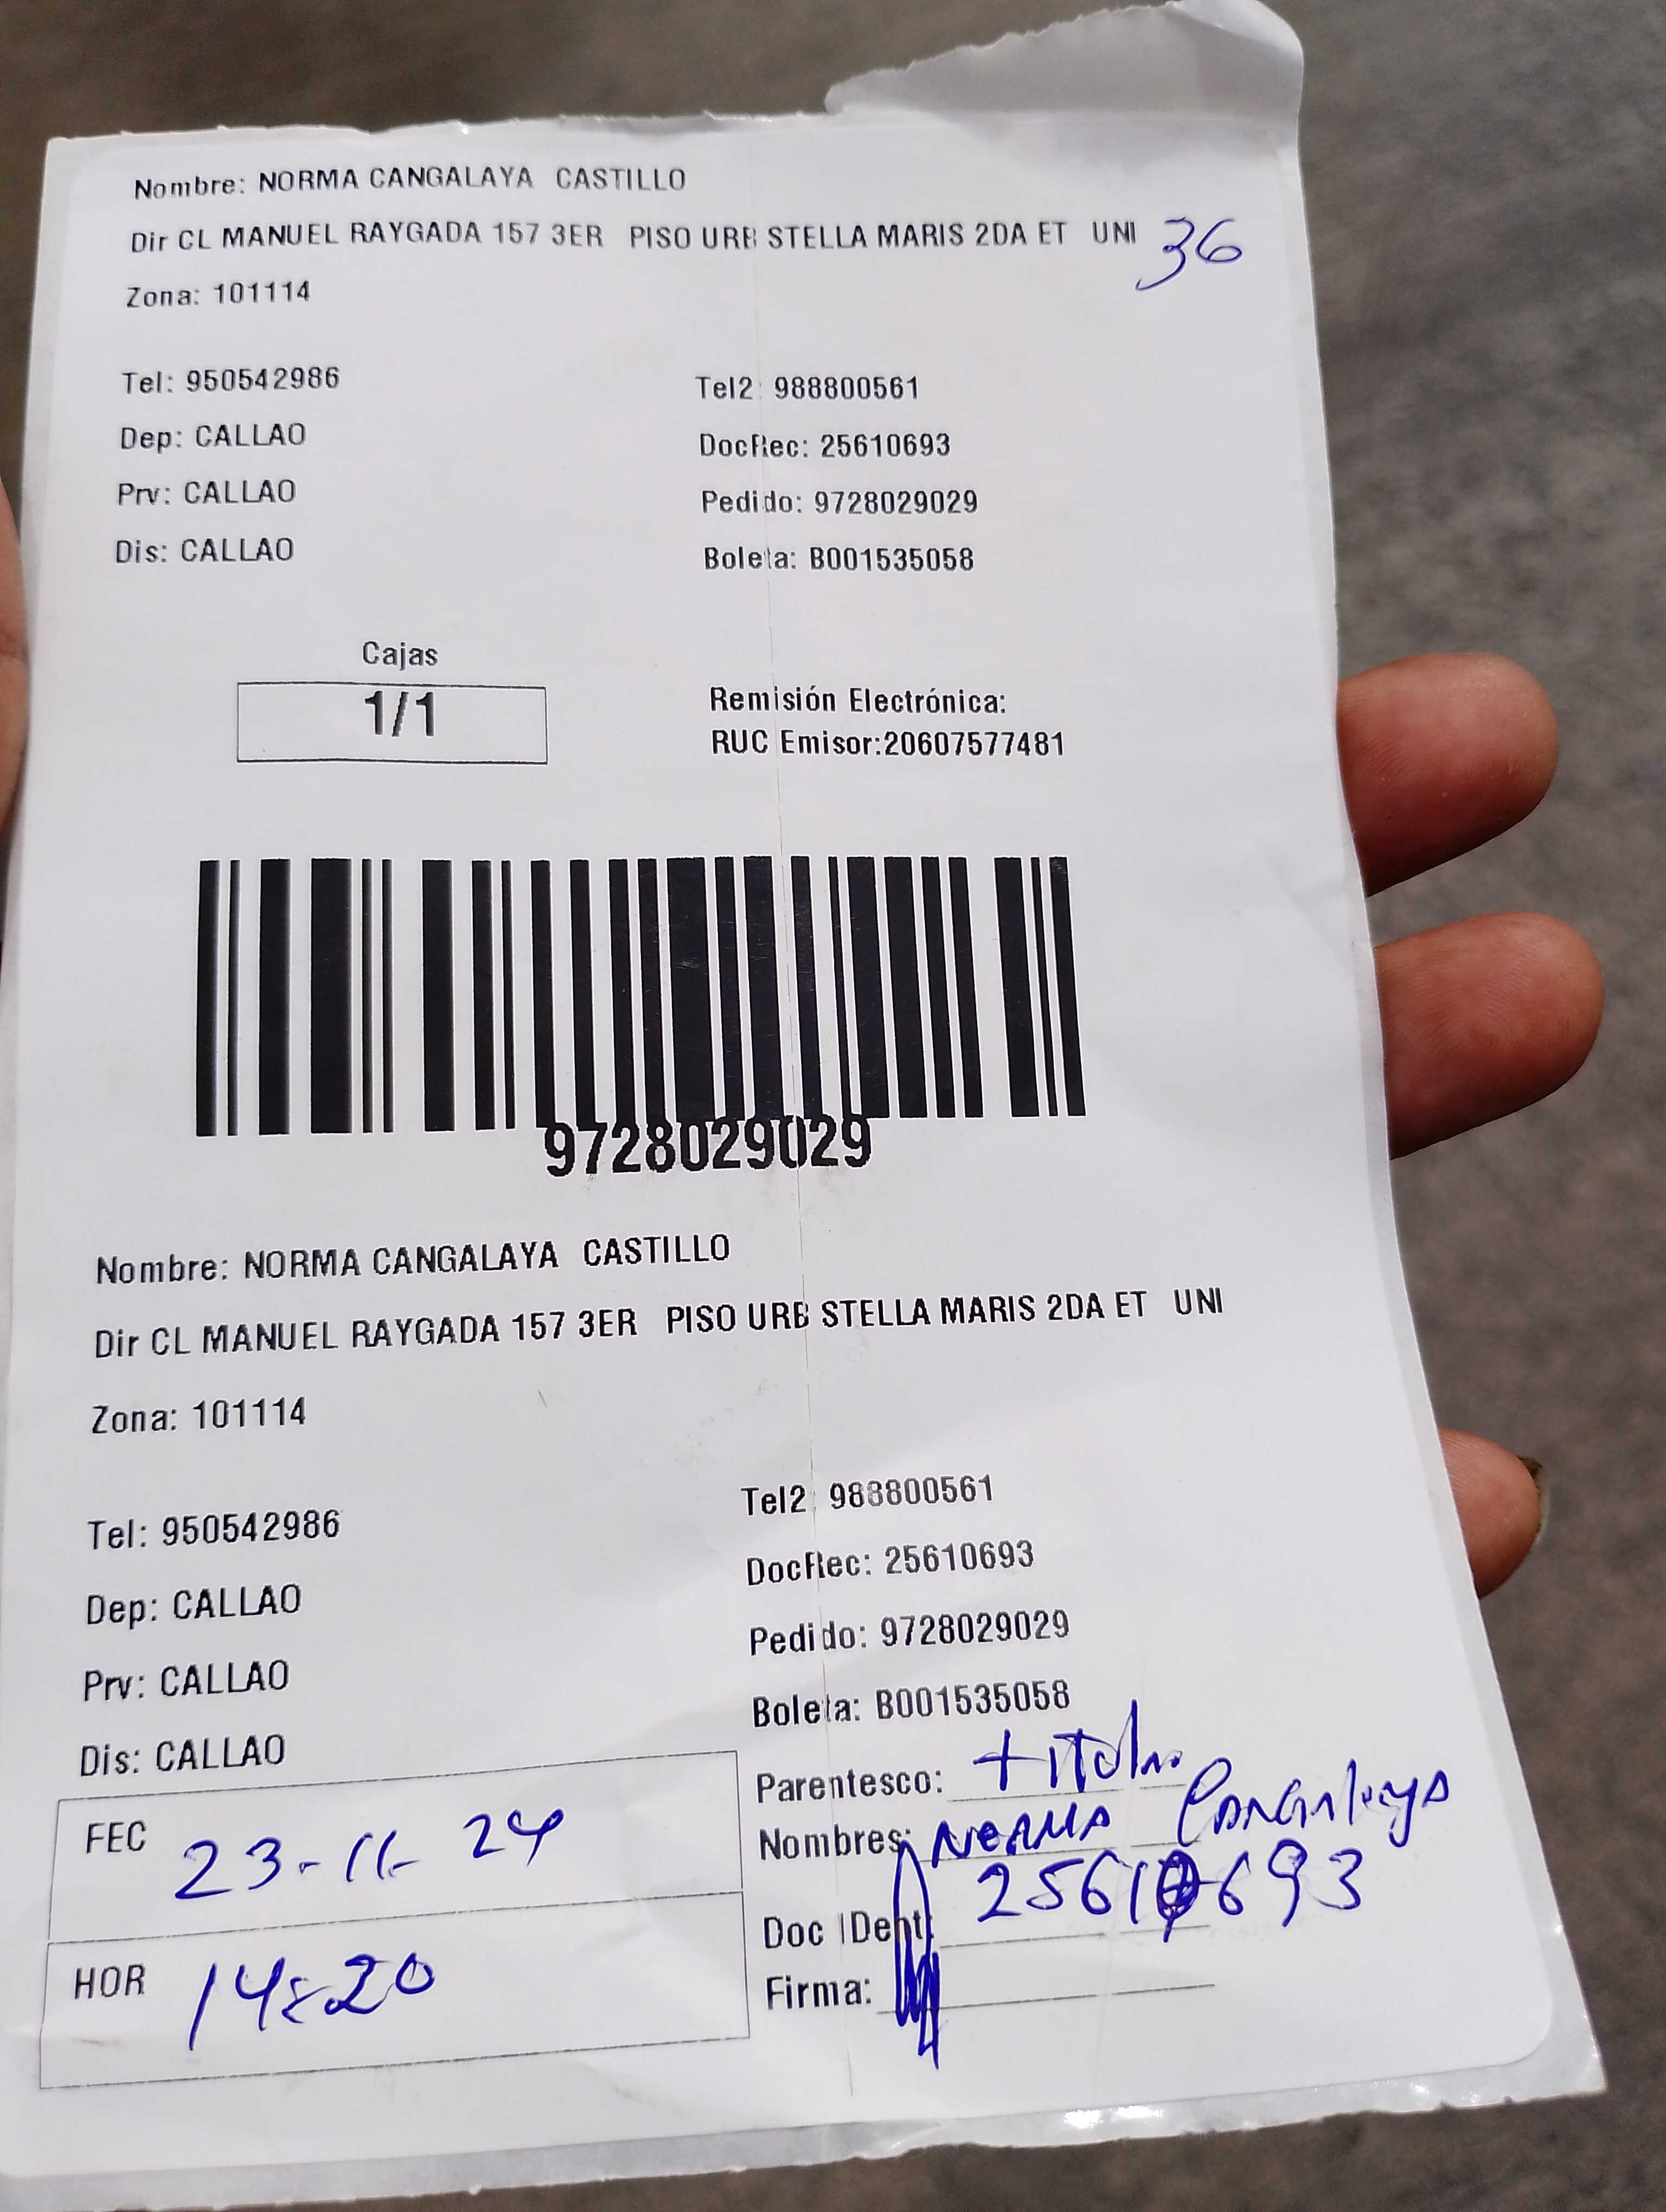 Nombre: NORMA CANGALAYA CASTILLO
Dir CL MANUEL RAYGADA 157 3ER PISO URB STELLA MARIS 2DA ET UNI 36
Zona: 101114
Tel: 950542986 Tel2: 988800561
Dep: CALLAO DocRec: 25610693
Prv: CALLAO Pedido: 9728029029
Dis: CALLAO Boleta: B001535058
Cajas
1/1
Remisión Electrónica:
RUC Emisor:20607577481
9728029029
Nombre: NORMA CANGALAYA CASTILLO
Dir CL MANUEL RAYGADA 157 3ER PISO URB STELLA MARIS 2DA ET UNI
Zona: 101114
Tel: 950542986 Tel2: 988800561
Dep: CALLAO DocRec: 25610693
Prv: CALLAO Pedido: 9728029029
Dis: CALLAO Boleta: B001535058
FEC 23-11-24
HOR 14:20
Parentesco: titular
Nombres: NORMA Cangalaya
Doc IDent: 25610693
Firma: